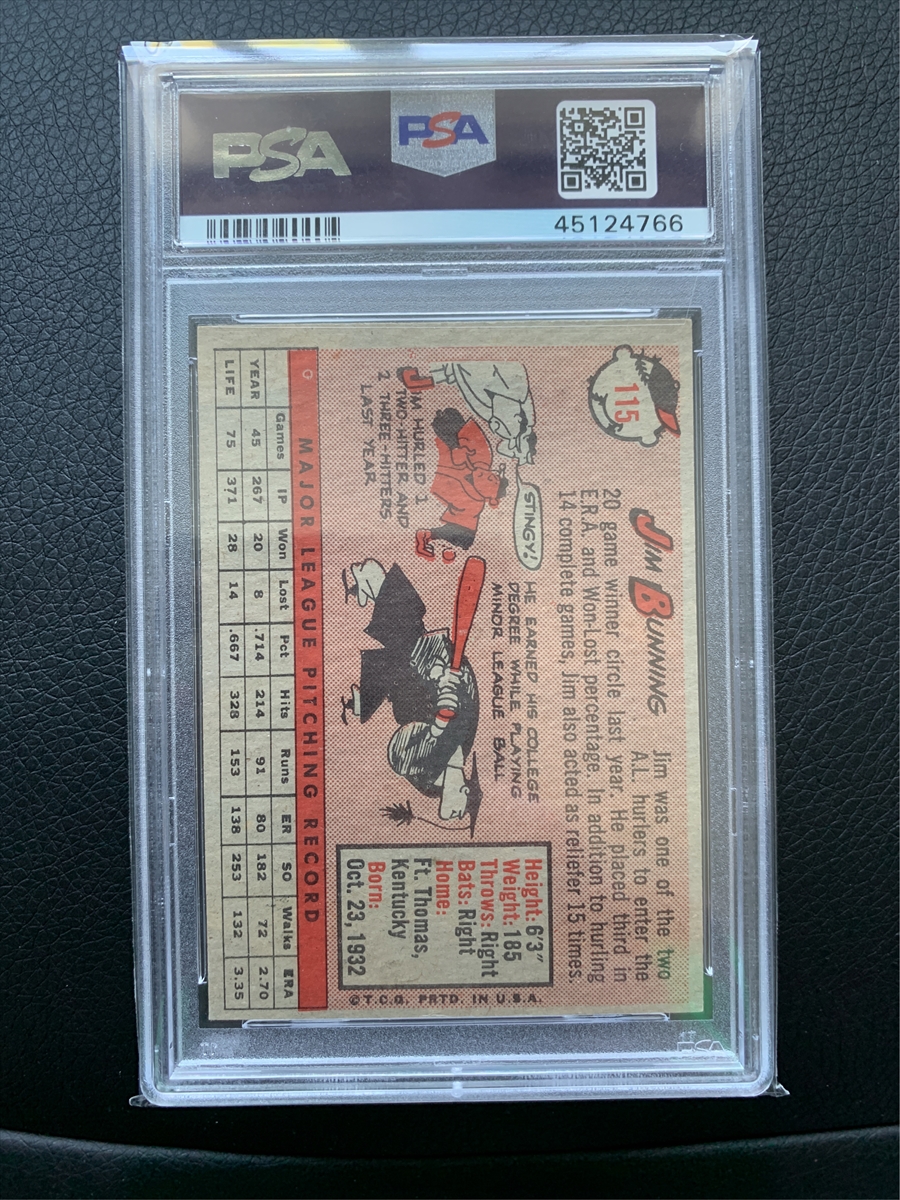 PSA
PSA
45124766
115
JIM BUNNING
Jim was one of the two
A.L. hurlers to enter the
20 game winner circle last year. He placed third in
E.R.A. and Won-Lost percentage. In addition to hurling
14 complete games, Jim also acted as reliefer 15 times.
STINGY!
JIM HURLED 1
TWO-HITTER AND
2 THREE-HITTERS
LAST YEAR
HE EARNED HIS COLLEGE
DEGREE WHILE PLAYING
MINOR LEAGUE BALL
Height: 6'3"
Weight: 185
Throws: Right
Bats: Right
Home:
Ft. Thomas,
Kentucky
Born:
Oct. 23, 1932
©T.C.G. PRTD. IN U.S.A.
MAJOR LEAGUE PITCHING RECORD
Games IP Won Lost Pct Hits Runs ER SO Walks ERA
YEAR 45 267 20 8 .714 214 91 80 182 72 2.70
LIFE 75 371 28 14 .667 328 153 138 253 132 3.35
PSA